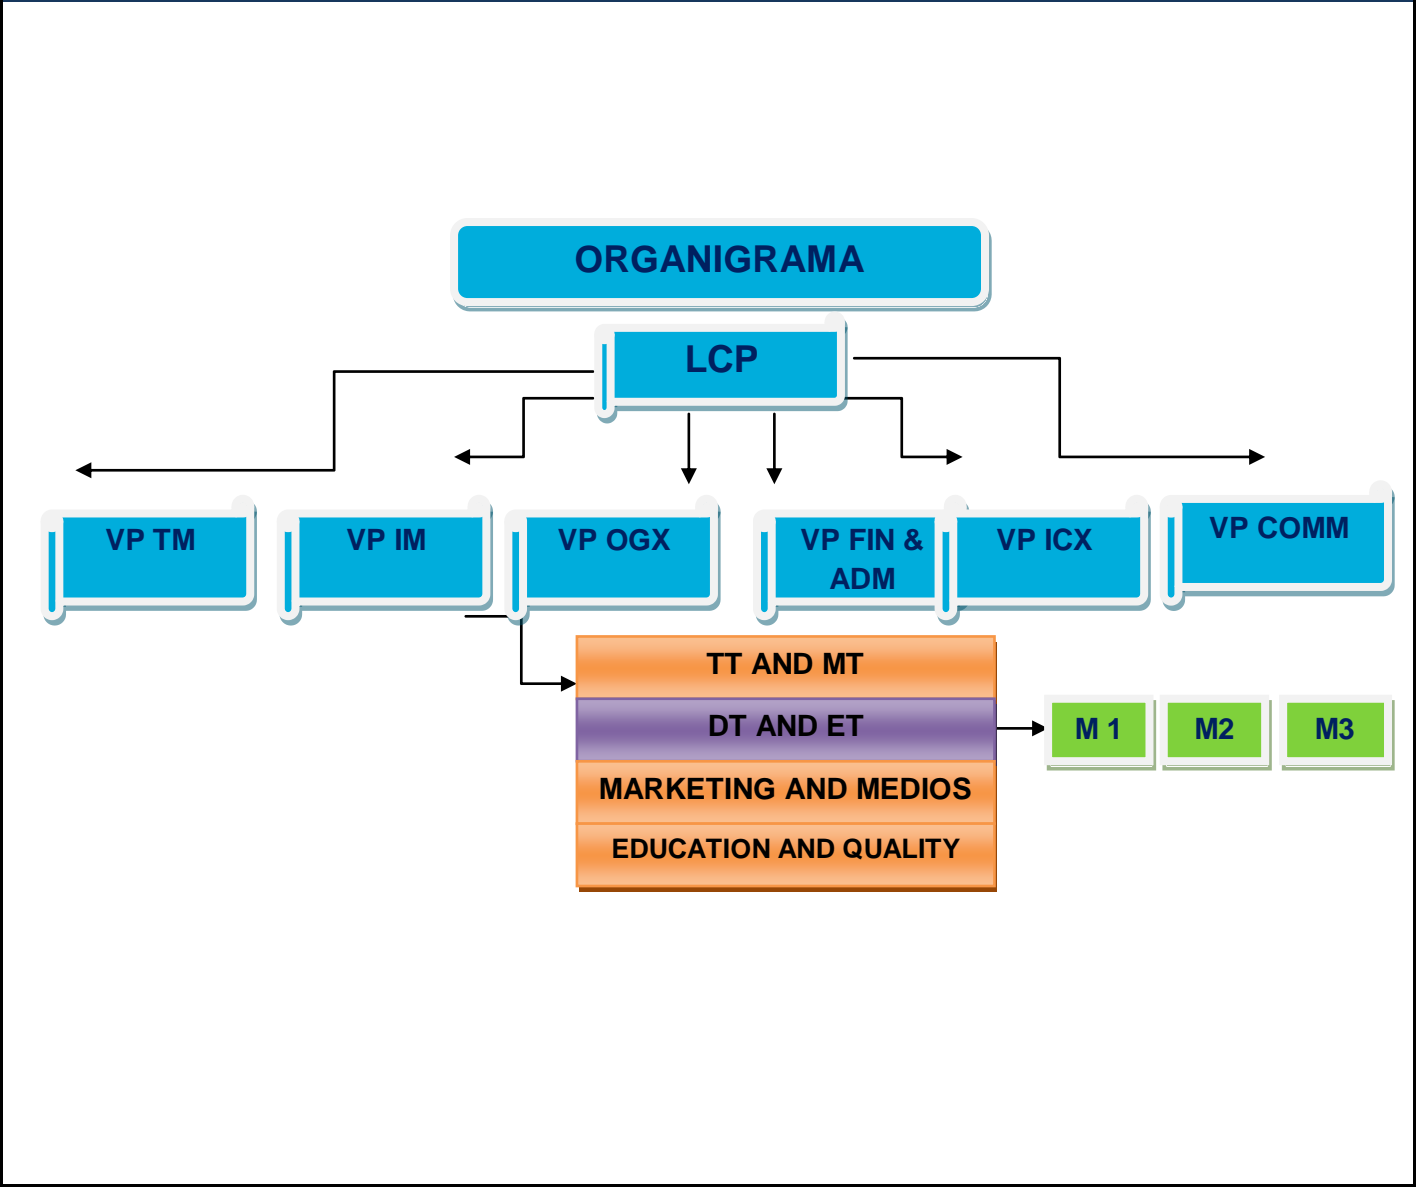 ORGANIGRAMA
LCP
VP TM
VP IM
VP OGX
VP FIN &
ADM
VP ICX
VP COMM
TT AND MT
DT AND ET
M 1
M2
M3
MARKETING AND MEDIOS
EDUCATION AND QUALITY